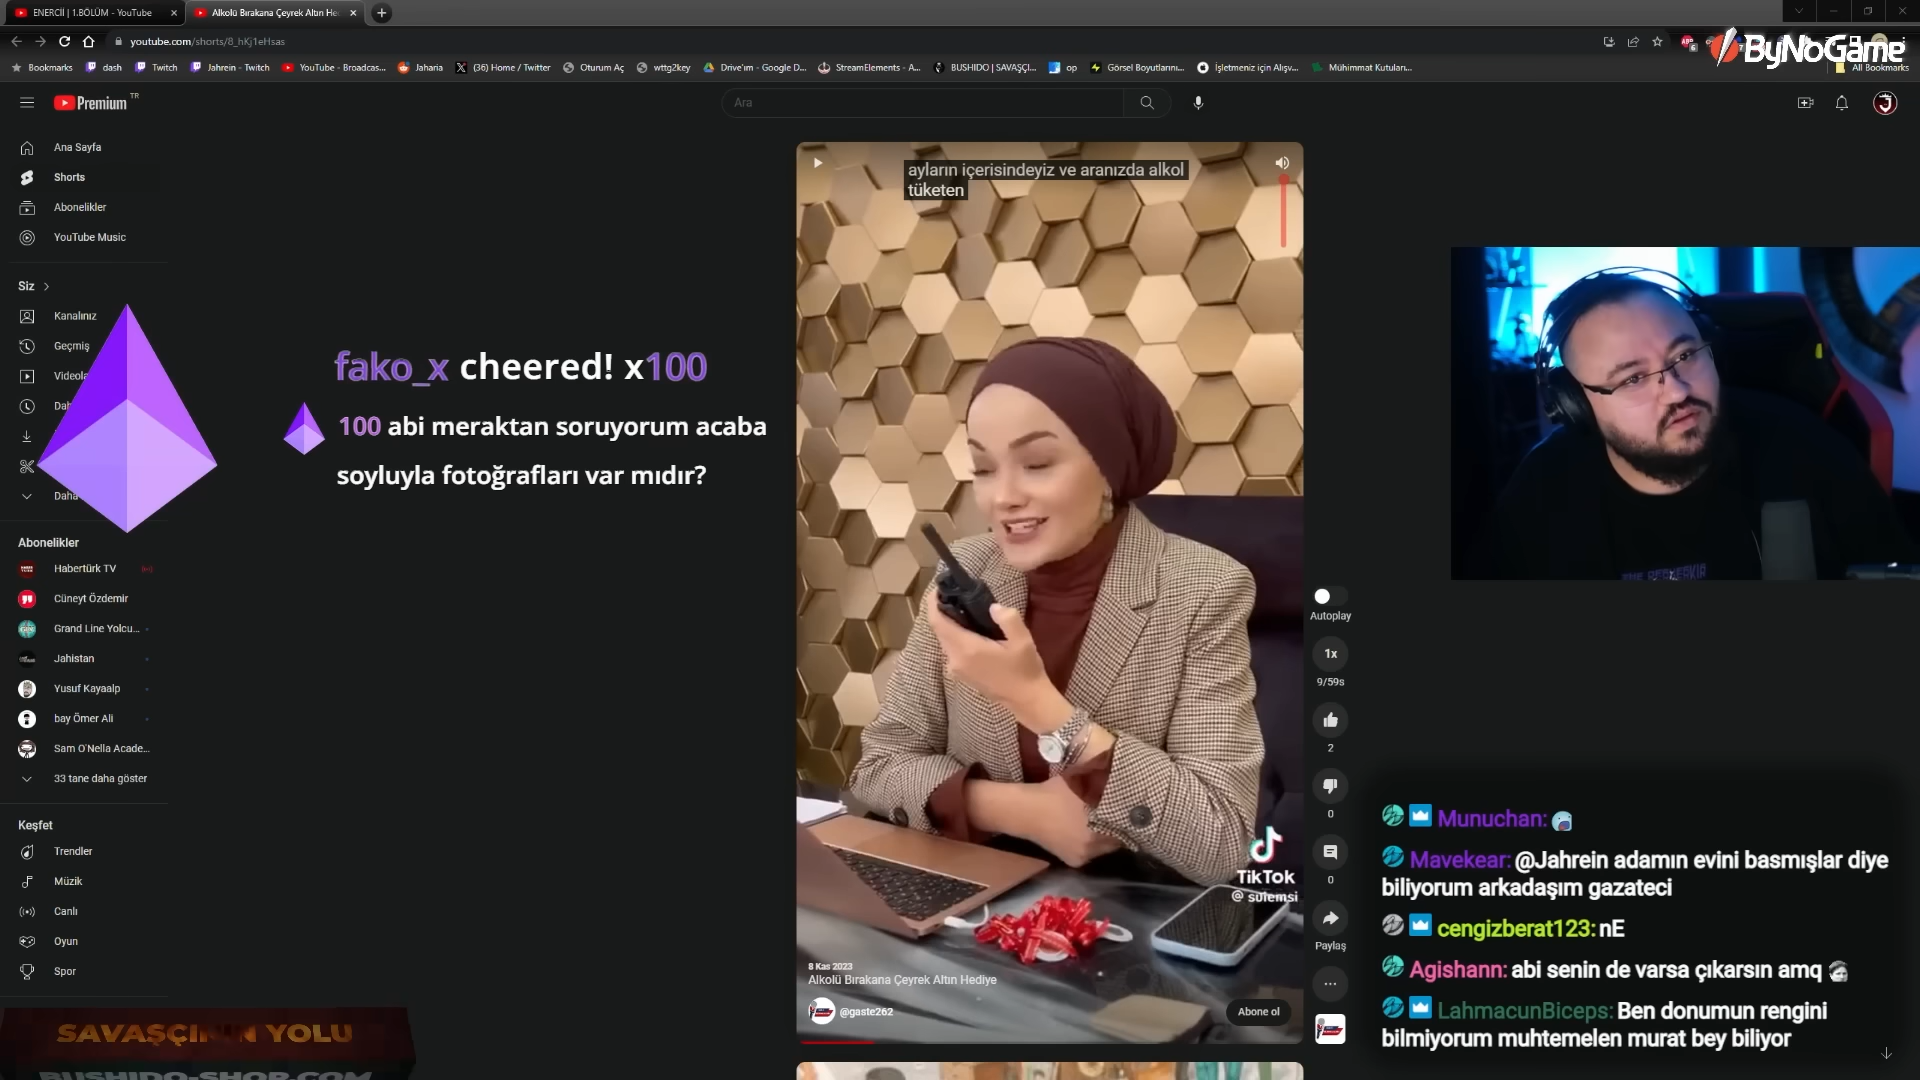 ENERCİİ | 1.BÖLÜM - YouTube
Alkolü Bırakana Çeyrek Altın He
youtube.com/shorts/8_hKj1eHsas
Bookmarks
dash
Twitch
Jahrein - Twitch
YouTube - Broadcas...
Jaharia
(36) Home / Twitter
Oturum Aç
wttg2key
Drive'ım - Google D...
StreamElements - A...
BUSHIDO | SAVAŞÇI...
op
Görsel Boyutlarını...
İşletmeniz için Alışv...
Mühimmat Kutuları...
All Bookmarks
ByNoGame
Premium TR
Ara
Ana Sayfa
Shorts
Abonelikler
YouTube Music
Siz
Kanalınız
Geçmiş
Videola
Dah
Daha
Abonelikler
Habertürk TV
Cüneyt Özdemir
Grand Line Yolcu...
Jahistan
Yusuf Kayaalp
bay Ömer Ali
Sam O'Nella Acade...
33 tane daha göster
Keşfet
Trendler
Müzik
Canlı
Oyun
Spor
SAVAŞÇININ YOLU
BUSHIDO-SHOP.COM
fako_x cheered! x100
100 abi meraktan soruyorum acaba
soyluyla fotoğrafları var mıdır?
ayların içerisindeyiz ve aranızda alkol
tüketen
TikTok
@ sulemsi
8 Kas 2023
Alkolü Bırakana Çeyrek Altın Hediye
@gaste262
Abone ol
Autoplay
1x
9/59s
2
0
0
Paylaş
Munuchan:
Mavekear: @Jahrein adamın evini basmışlar diye
biliyorum arkadaşım gazateci
cengizberat123: nE
Agishann: abi senin de varsa çıkarsın amq
LahmacunBiceps: Ben donumun rengini
bilmiyorum muhtemelen murat bey biliyor